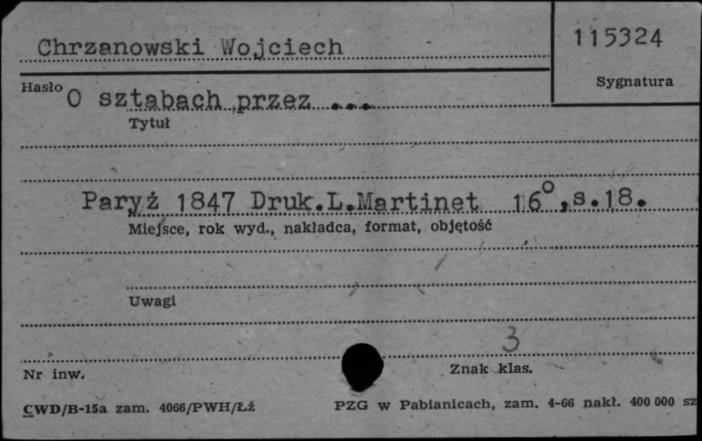 Chrzanowski Wojciech
115324
Sygnatura
Hasło
O sztabach przez ...
Tytuł
Paryż 1847 Druk.L.Martinet 16°,s.18.
Miejsce, rok wyd., nakładca, format, objętość
Uwagi
3
Nr inw.
Znak klas.
CWD/B-15a zam. 4066/PWH/Łź
PZG w Pabianicach, zam. 4-66 nakł. 400 000 sz